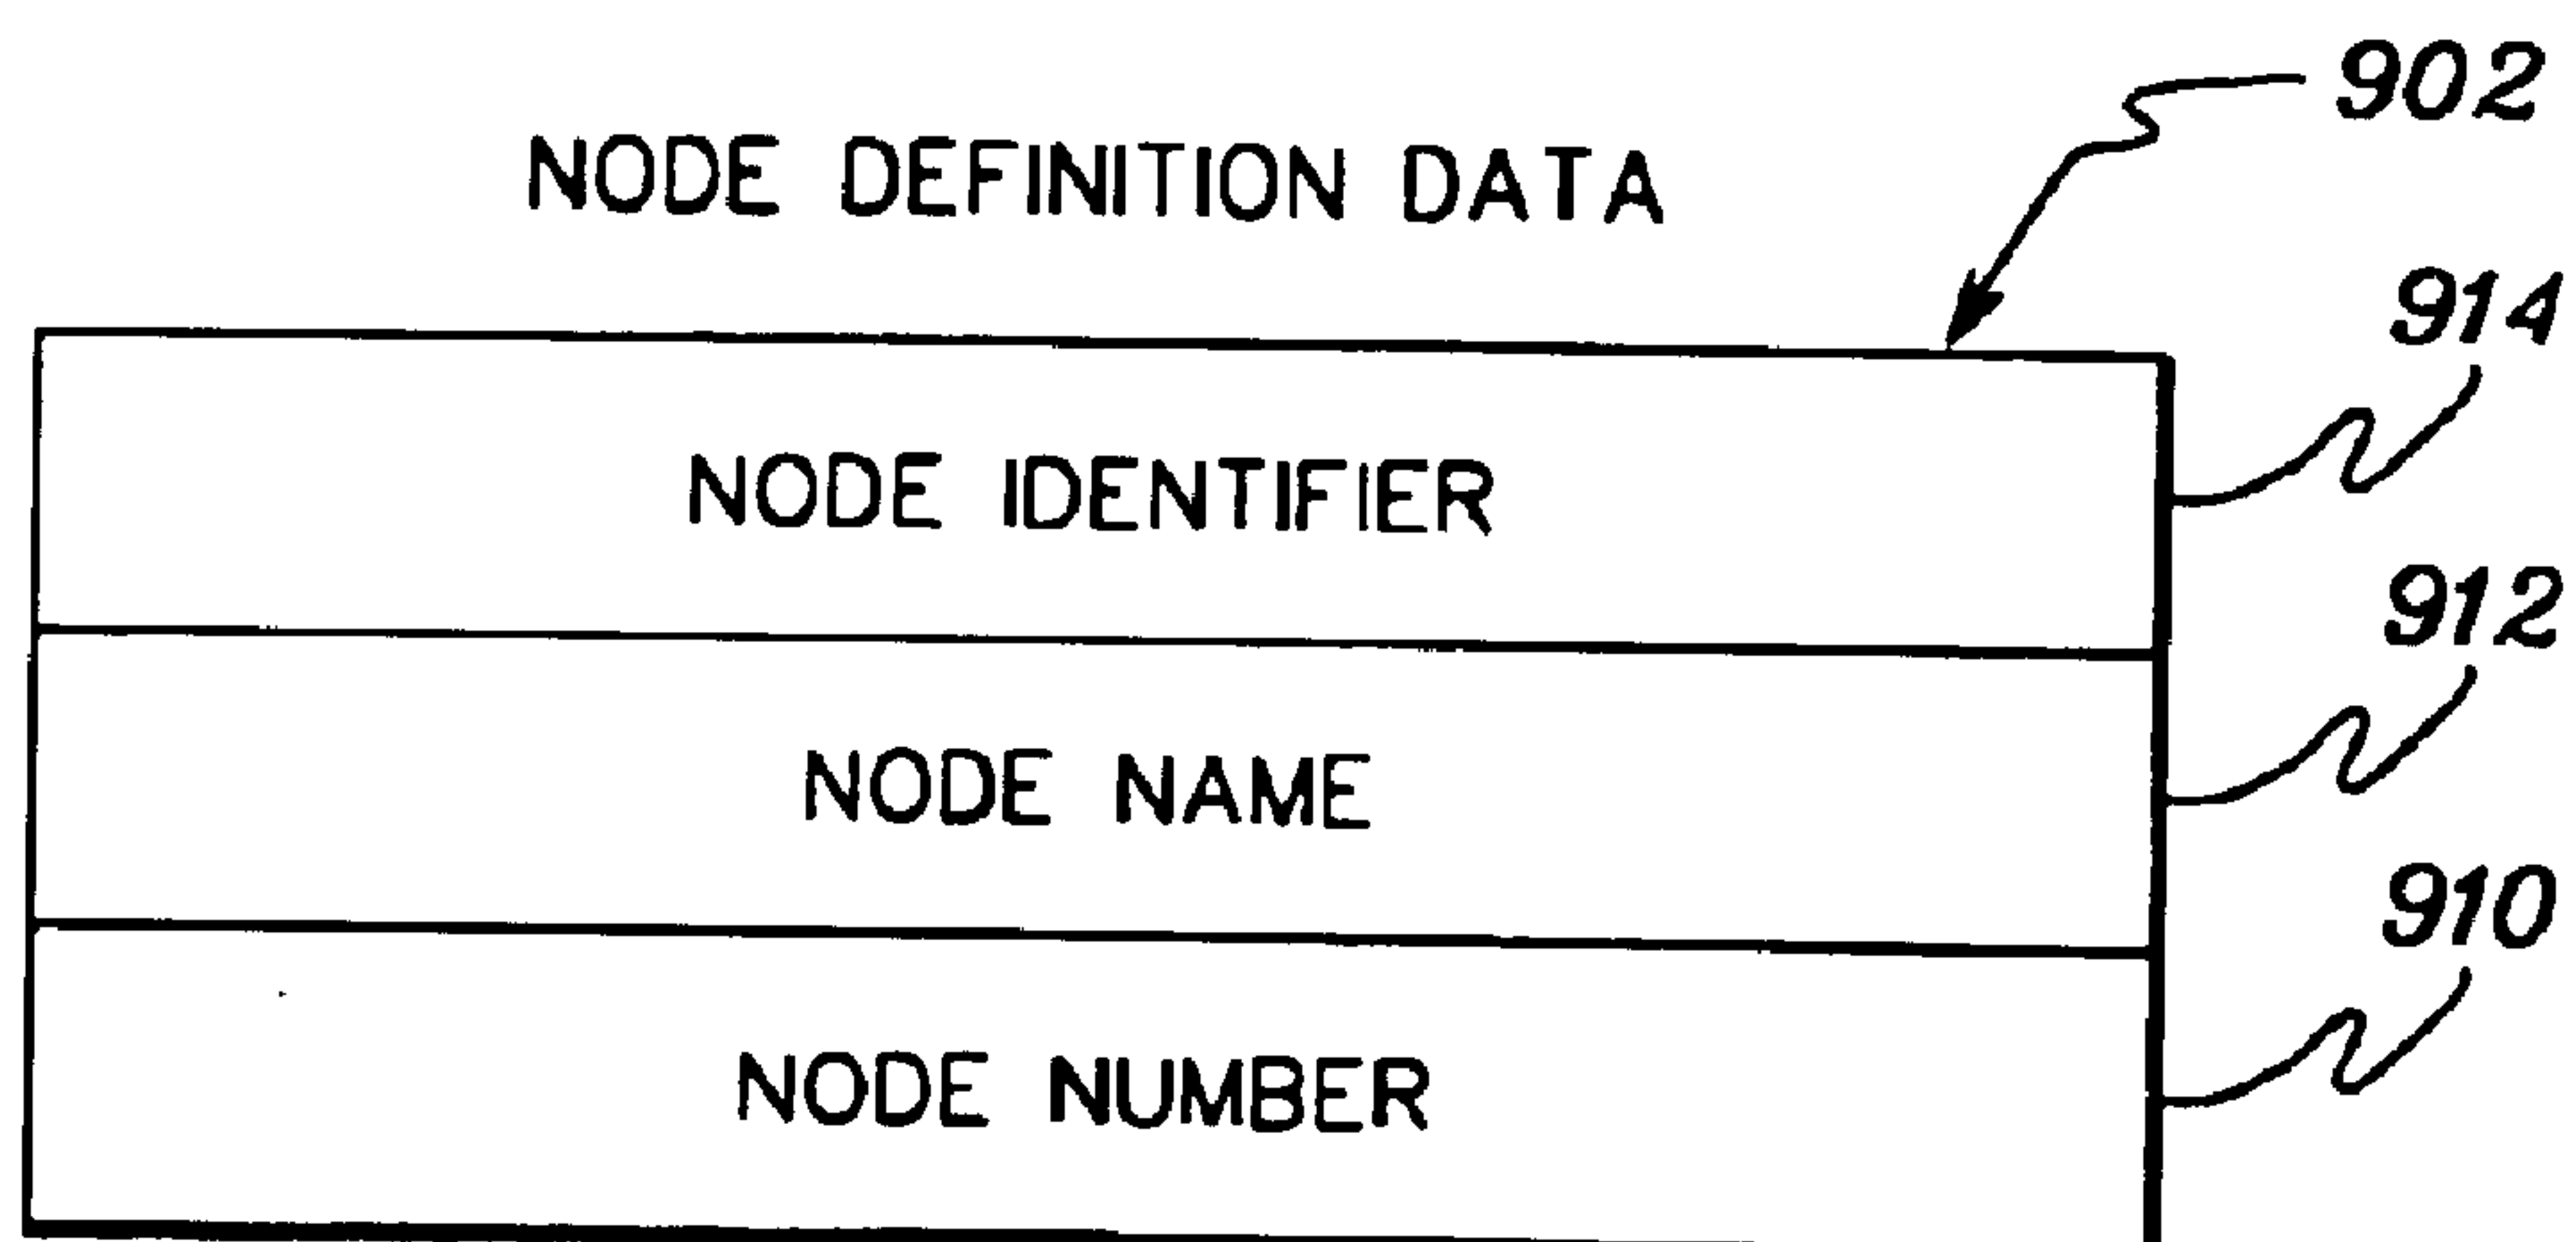 902
NODE DEFINITION DATA
914
NODE IDENTIFIER
912
NODE NAME
910
NODE NUMBER